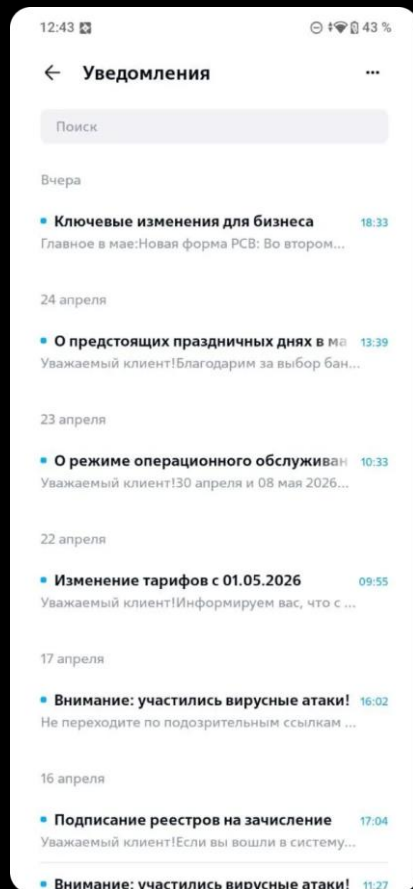 12:43 43 %
Уведомления
Поиск
Вчера
Ключевые изменения для бизнеса 18:33
Главное в мае:Новая форма РСВ: Во втором...
24 апреля
О предстоящих праздничных днях в ма 13:39
Уважаемый клиент!Благодарим за выбор бан...
23 апреля
О режиме операционного обслуживан 10:33
Уважаемый клиент!30 апреля и 08 мая 2026...
22 апреля
Изменение тарифов с 01.05.2026 09:55
Уважаемый клиент!Информируем вас, что с ...
17 апреля
Внимание: участились вирусные атаки! 16:02
Не переходите по подозрительным ссылкам ...
16 апреля
Подписание реестров на зачисление 17:04
Уважаемый клиент!Если вы вошли в систему...
Внимание: участились вирусные атаки! 11:27